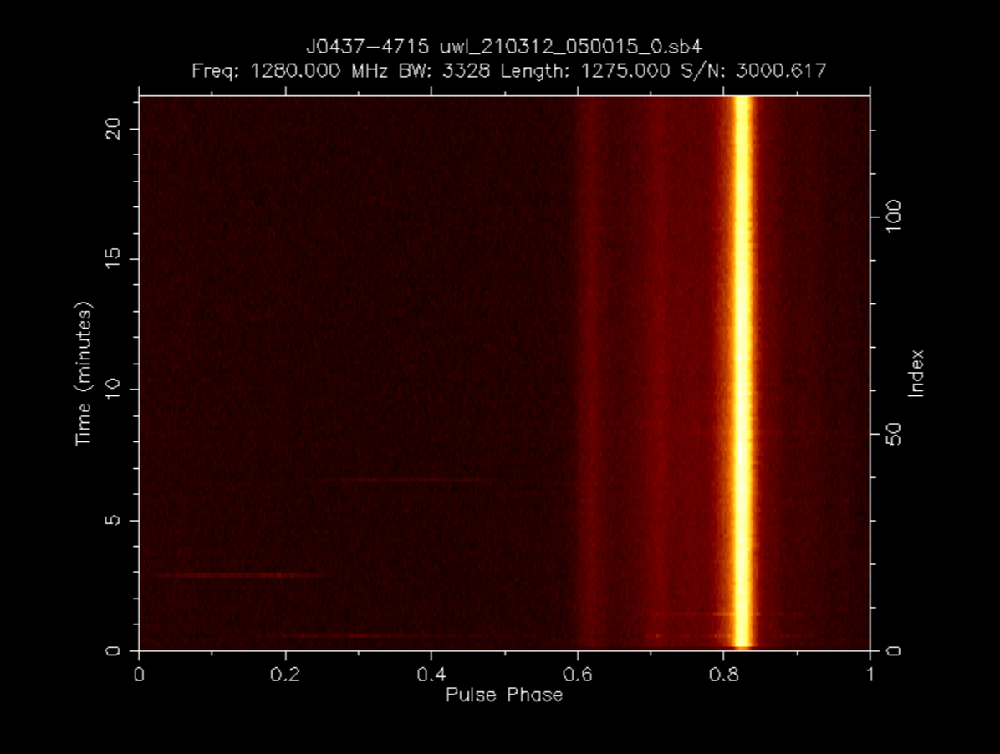 J0437-4715 uwl_210312_050015_0.sb4
Freq: 1280.000 MHz BW: 3328 Length: 1275.000 S/N: 3000.617
20
15
10
5
0
Time (minutes)
100
50
0
Index
0 0.2 0.4 0.6 0.8 1
Pulse Phase